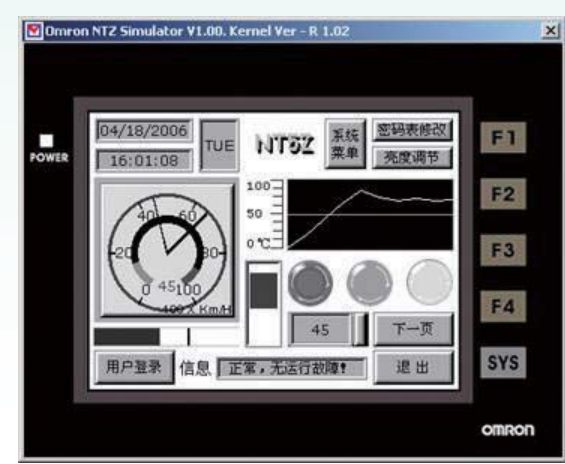 Omron NTZ Simulator V1.00. Kernel Ver - R 1.02
POWER
04/18/2006
16:01:08
TUE
NT5Z
系统
菜单
密码表修改
亮度调节
100
50
0 ℃
40 60
20 80
0 45 100
Km/H
45
下一页
用户登录
信息
正常，无运行故障!
退 出
F1
F2
F3
F4
SYS
OMRON